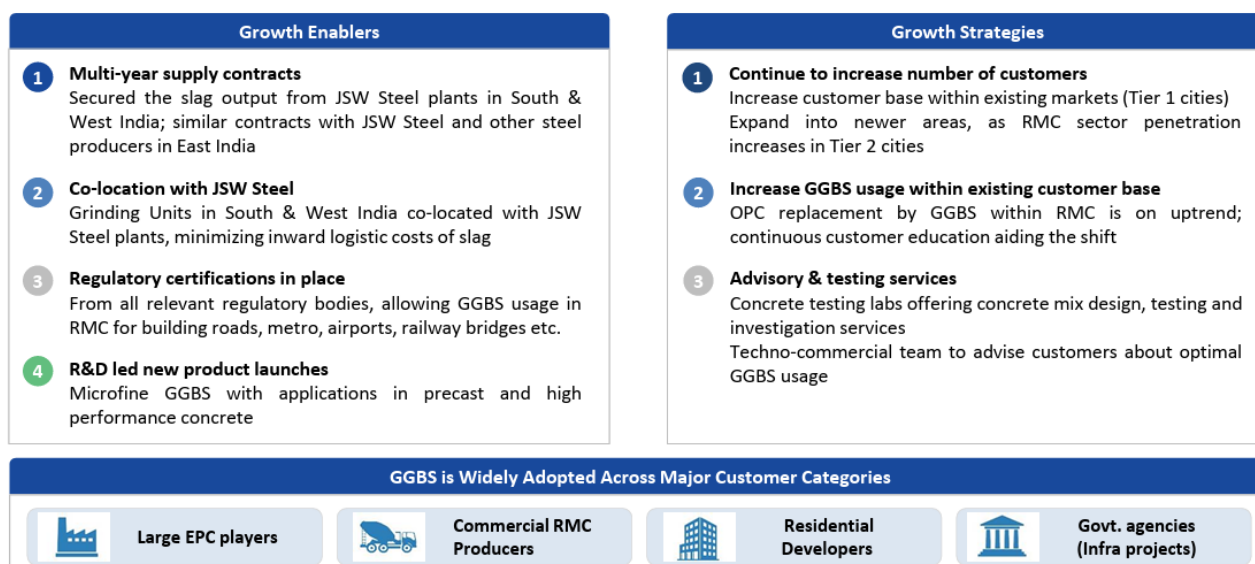 Growth Enablers
1
Multi-year supply contracts
Secured the slag output from JSW Steel plants in South &
West India; similar contracts with JSW Steel and other steel
producers in East India
2
Co-location with JSW Steel
Grinding Units in South & West India co-located with JSW
Steel plants, minimizing inward logistic costs of slag
3
Regulatory certifications in place
From all relevant regulatory bodies, allowing GGBS usage in
RMC for building roads, metro, airports, railway bridges etc.
4
R&D led new product launches
Microfine GGBS with applications in precast and high
performance concrete
Growth Strategies
1
Continue to increase number of customers
Increase customer base within existing markets (Tier 1 cities)
Expand into newer areas, as RMC sector penetration
increases in Tier 2 cities
2
Increase GGBS usage within existing customer base
OPC replacement by GGBS within RMC is on uptrend;
continuous customer education aiding the shift
3
Advisory & testing services
Concrete testing labs offering concrete mix design, testing and
investigation services
Techno-commercial team to advise customers about optimal
GGBS usage
GGBS is Widely Adopted Across Major Customer Categories
Large EPC players
Commercial RMC
Producers
Residential
Developers
Govt. agencies
(Infra projects)